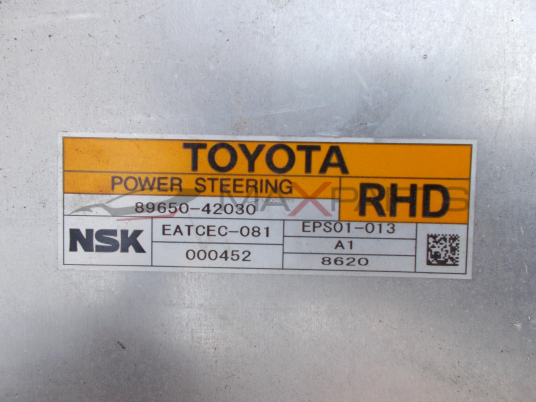 TOYOTA
POWER STEERING
RHD
89650-42030
NSK
EATCEC-081
EPS01-013
A1
000452
8620